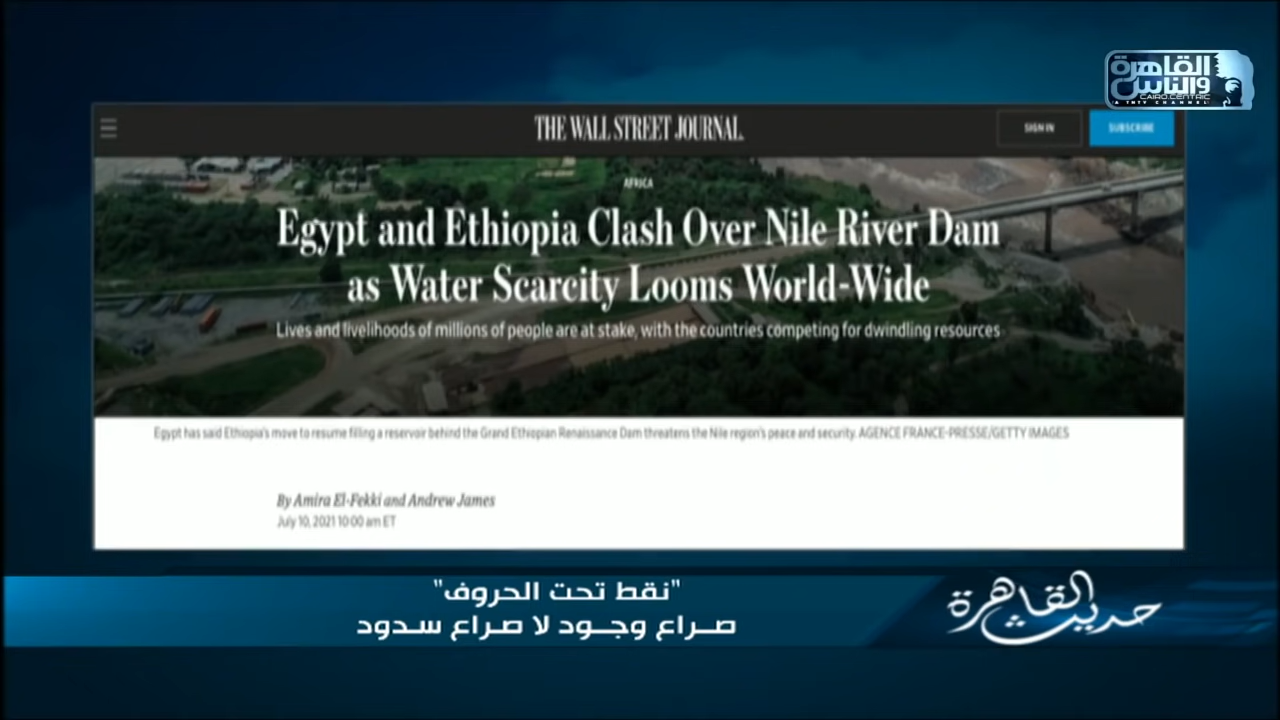 القاهرة
والناس
CAIRO.CENTRIC
A TNTV CHANNEL
THE WALL STREET JOURNAL.
SIGN IN
SUBSCRIBE
AFRICA
Egypt and Ethiopia Clash Over Nile River Dam
as Water Scarcity Looms World-Wide
Lives and livelihoods of millions of people are at stake, with the countries competing for dwindling resources
Egypt has said Ethiopia's move to resume filling a reservoir behind the Grand Ethiopian Renaissance Dam threatens the Nile region's peace and security. AGENCE FRANCE-PRESSE/GETTY IMAGES
By Amira El-Fekki and Andrew James
July 10, 2021 10:00 am ET
"نقط تحت الحروف"
صراع وجود لا صراع سدود
حديث القاهرة